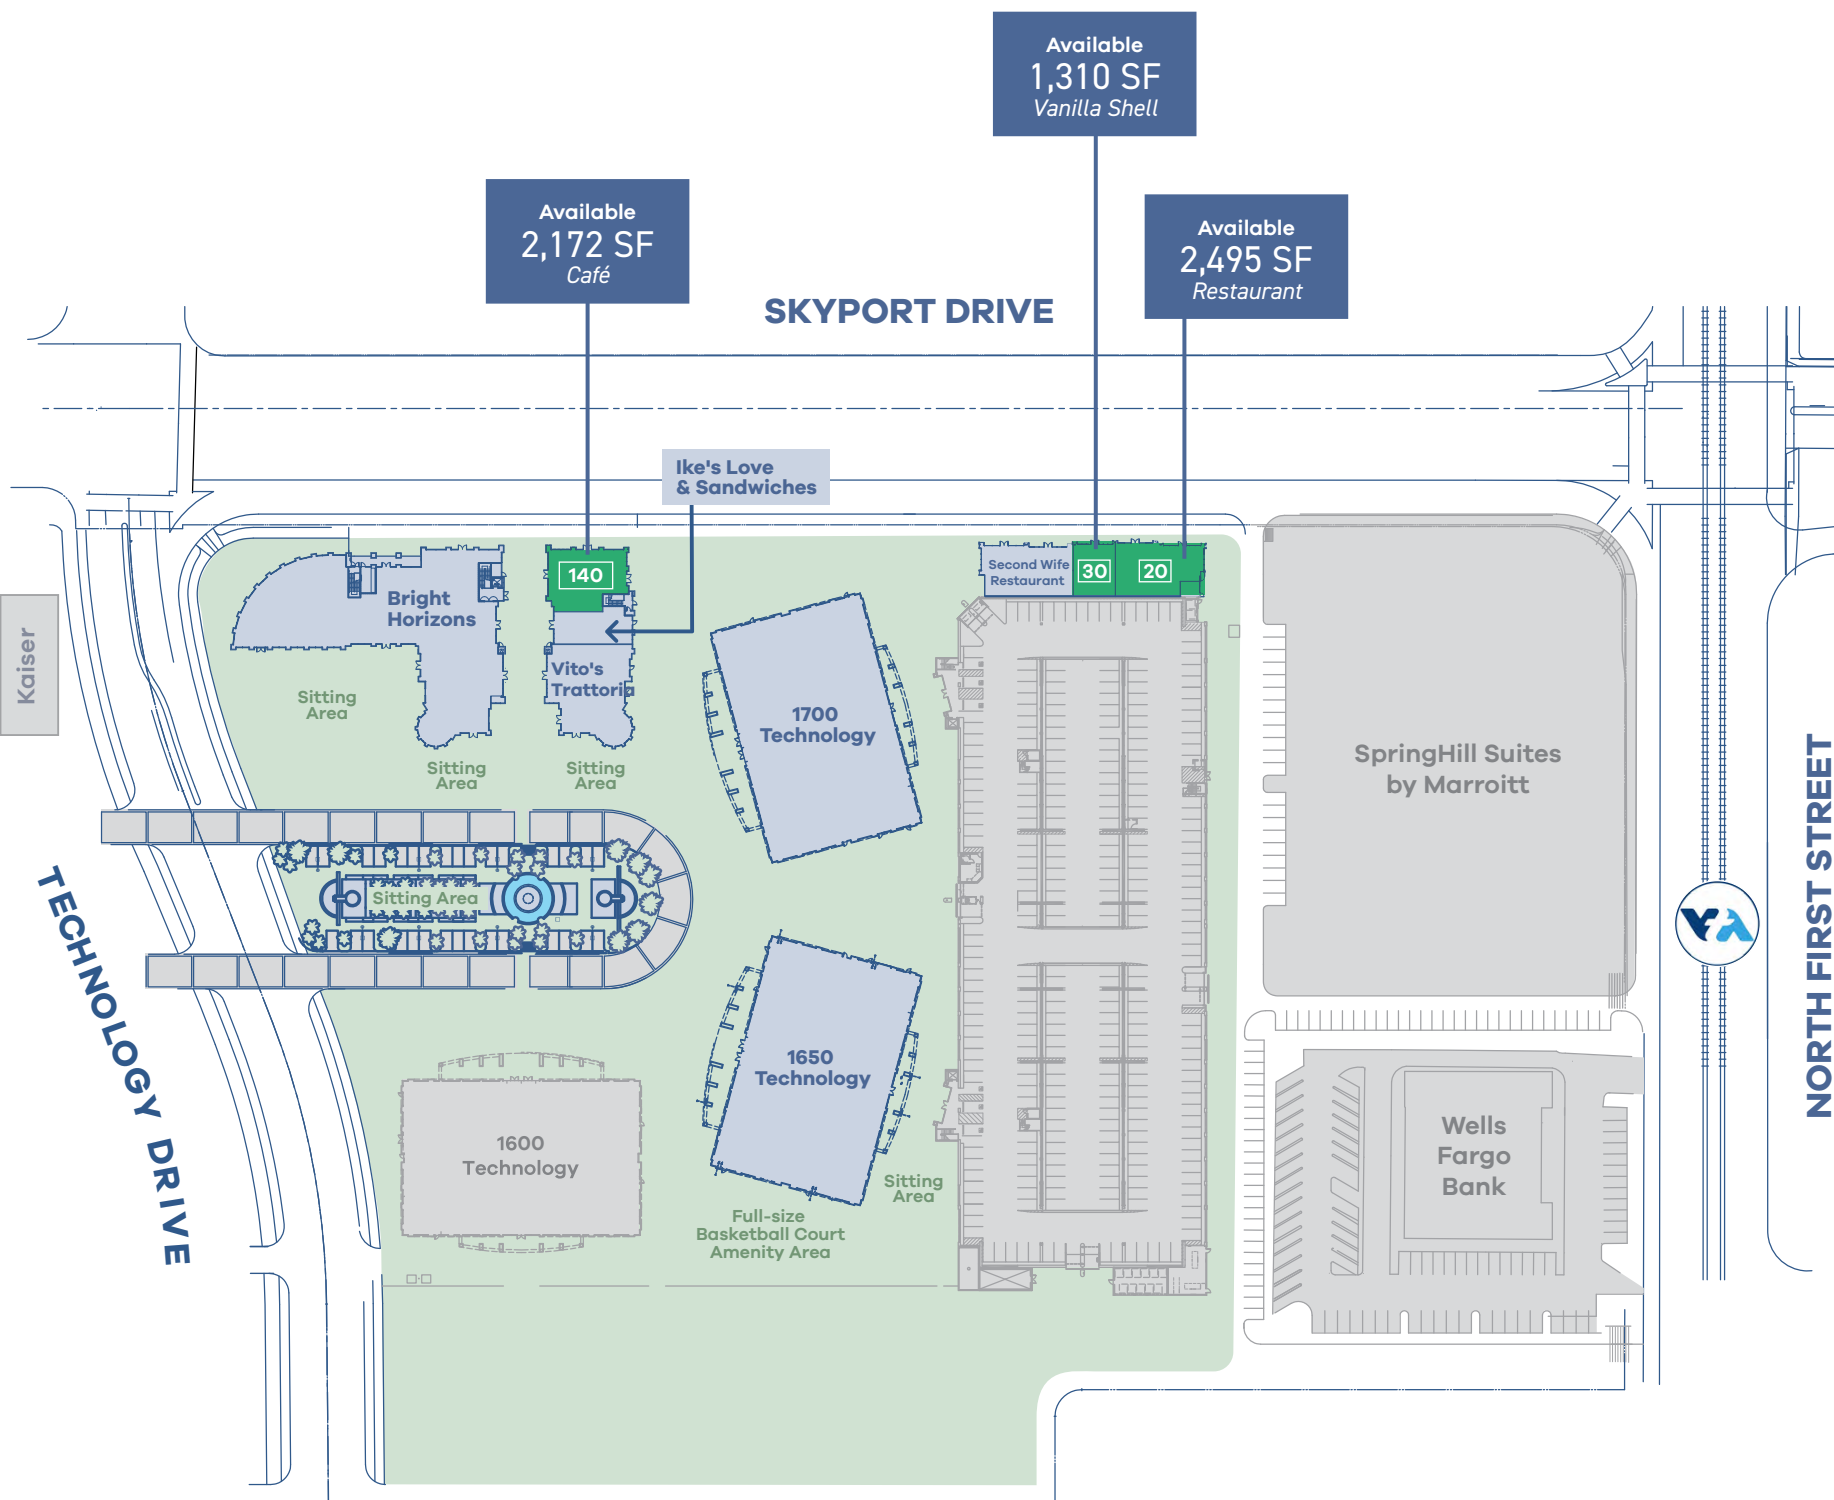 Available
1,310 SF
Vanilla Shell
Available
2,172 SF
Café
Available
2,495 SF
Restaurant
SKYPORT DRIVE
Ike's Love
& Sandwiches
140
Second Wife
Restaurant
30
20
Bright
Horizons
Kaiser
Vito's
Trattoria
Sitting
Area
1700
Technology
Sitting
Area
Sitting
Area
SpringHill Suites
by Marroitt
NORTH FIRST STREET
Sitting Area
VTA
TECHNOLOGY DRIVE
1650
Technology
1600
Technology
Wells
Fargo
Bank
Sitting
Area
Full-size
Basketball Court
Amenity Area